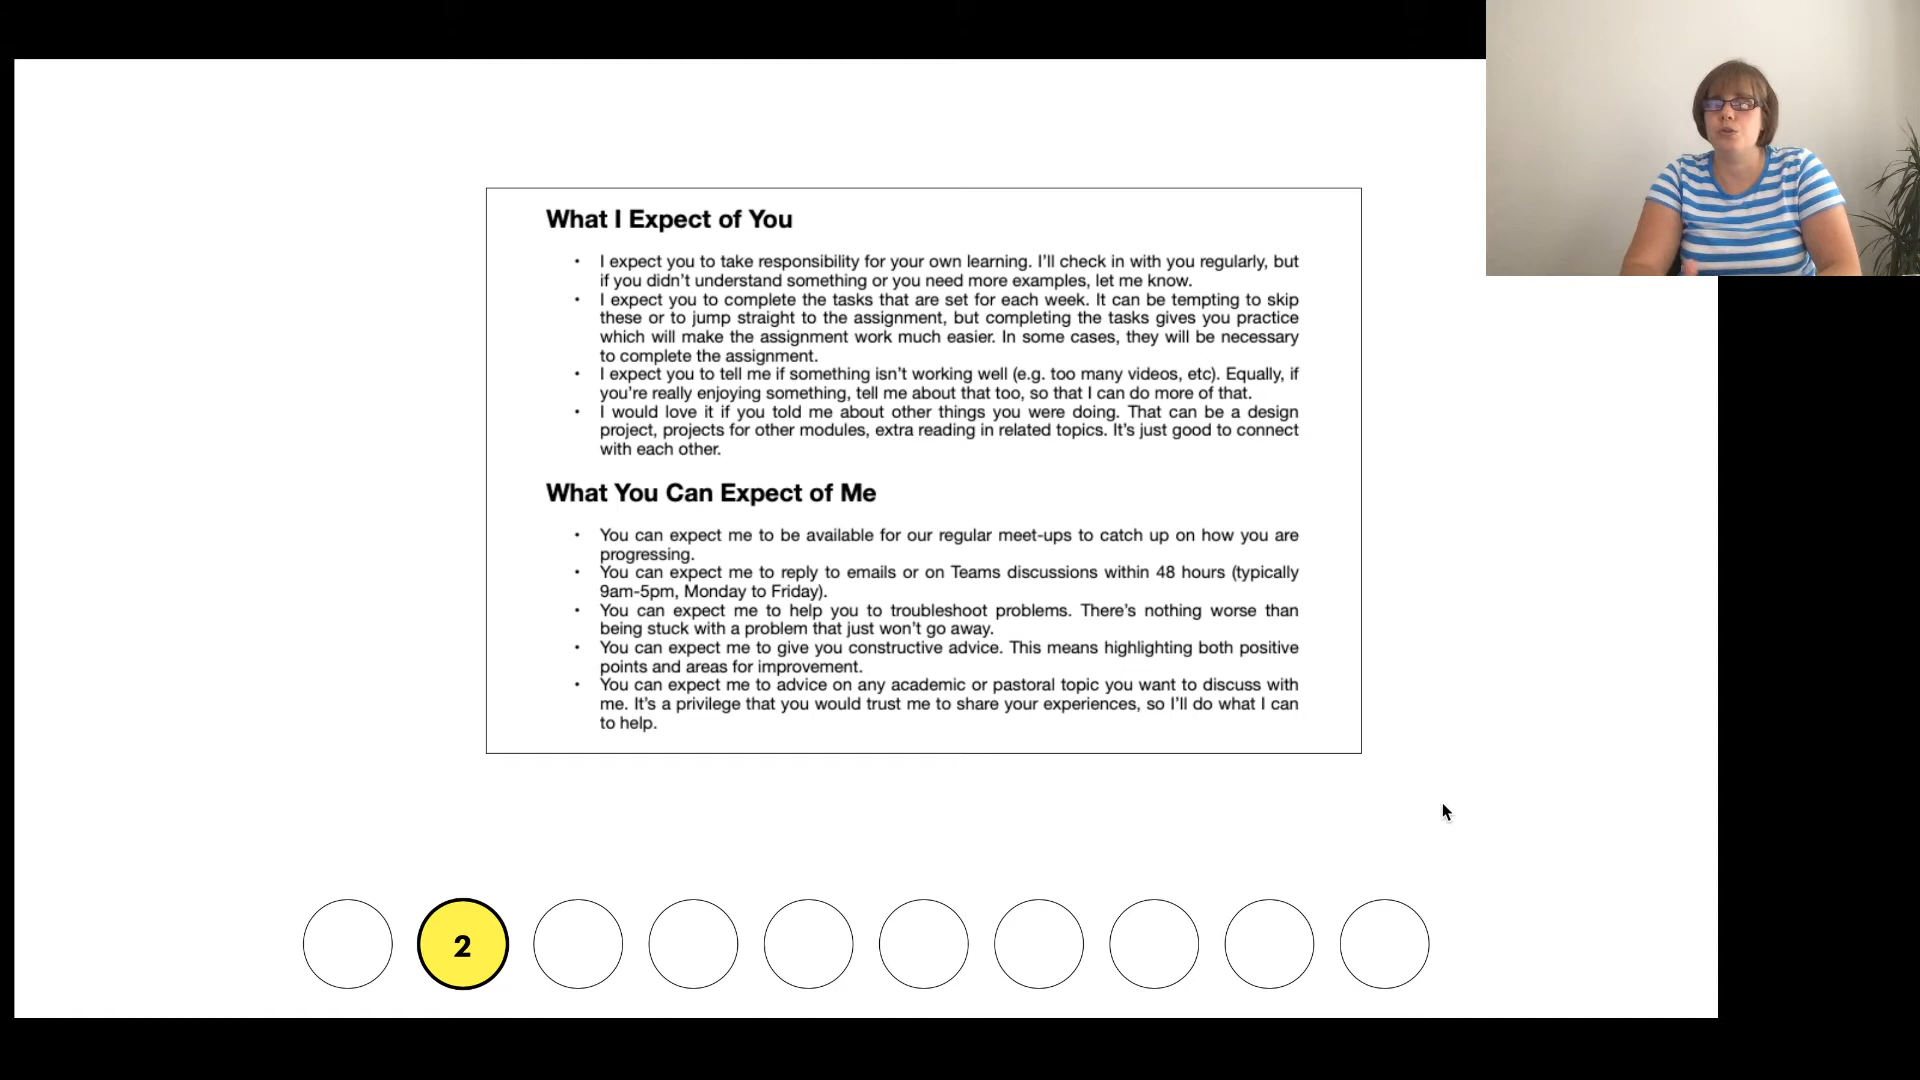 What I Expect of You
• I expect you to take responsibility for your own learning. I'll check in with you regularly, but
if you didn't understand something or you need more examples, let me know.
• I expect you to complete the tasks that are set for each week. It can be tempting to skip
these or to jump straight to the assignment, but completing the tasks gives you practice
which will make the assignment work much easier. In some cases, they will be necessary
to complete the assignment.
• I expect you to tell me if something isn't working well (e.g. too many videos, etc). Equally, if
you're really enjoying something, tell me about that too, so that I can do more of that.
• I would love it if you told me about other things you were doing. That can be a design
project, projects for other modules, extra reading in related topics. It's just good to connect
with each other.
What You Can Expect of Me
• You can expect me to be available for our regular meet-ups to catch up on how you are
progressing.
• You can expect me to reply to emails or on Teams discussions within 48 hours (typically
9am-5pm, Monday to Friday).
• You can expect me to help you to troubleshoot problems. There's nothing worse than
being stuck with a problem that just won't go away.
• You can expect me to give you constructive advice. This means highlighting both positive
points and areas for improvement.
• You can expect me to advice on any academic or pastoral topic you want to discuss with
me. It's a privilege that you would trust me to share your experiences, so I'll do what I can
to help.
2